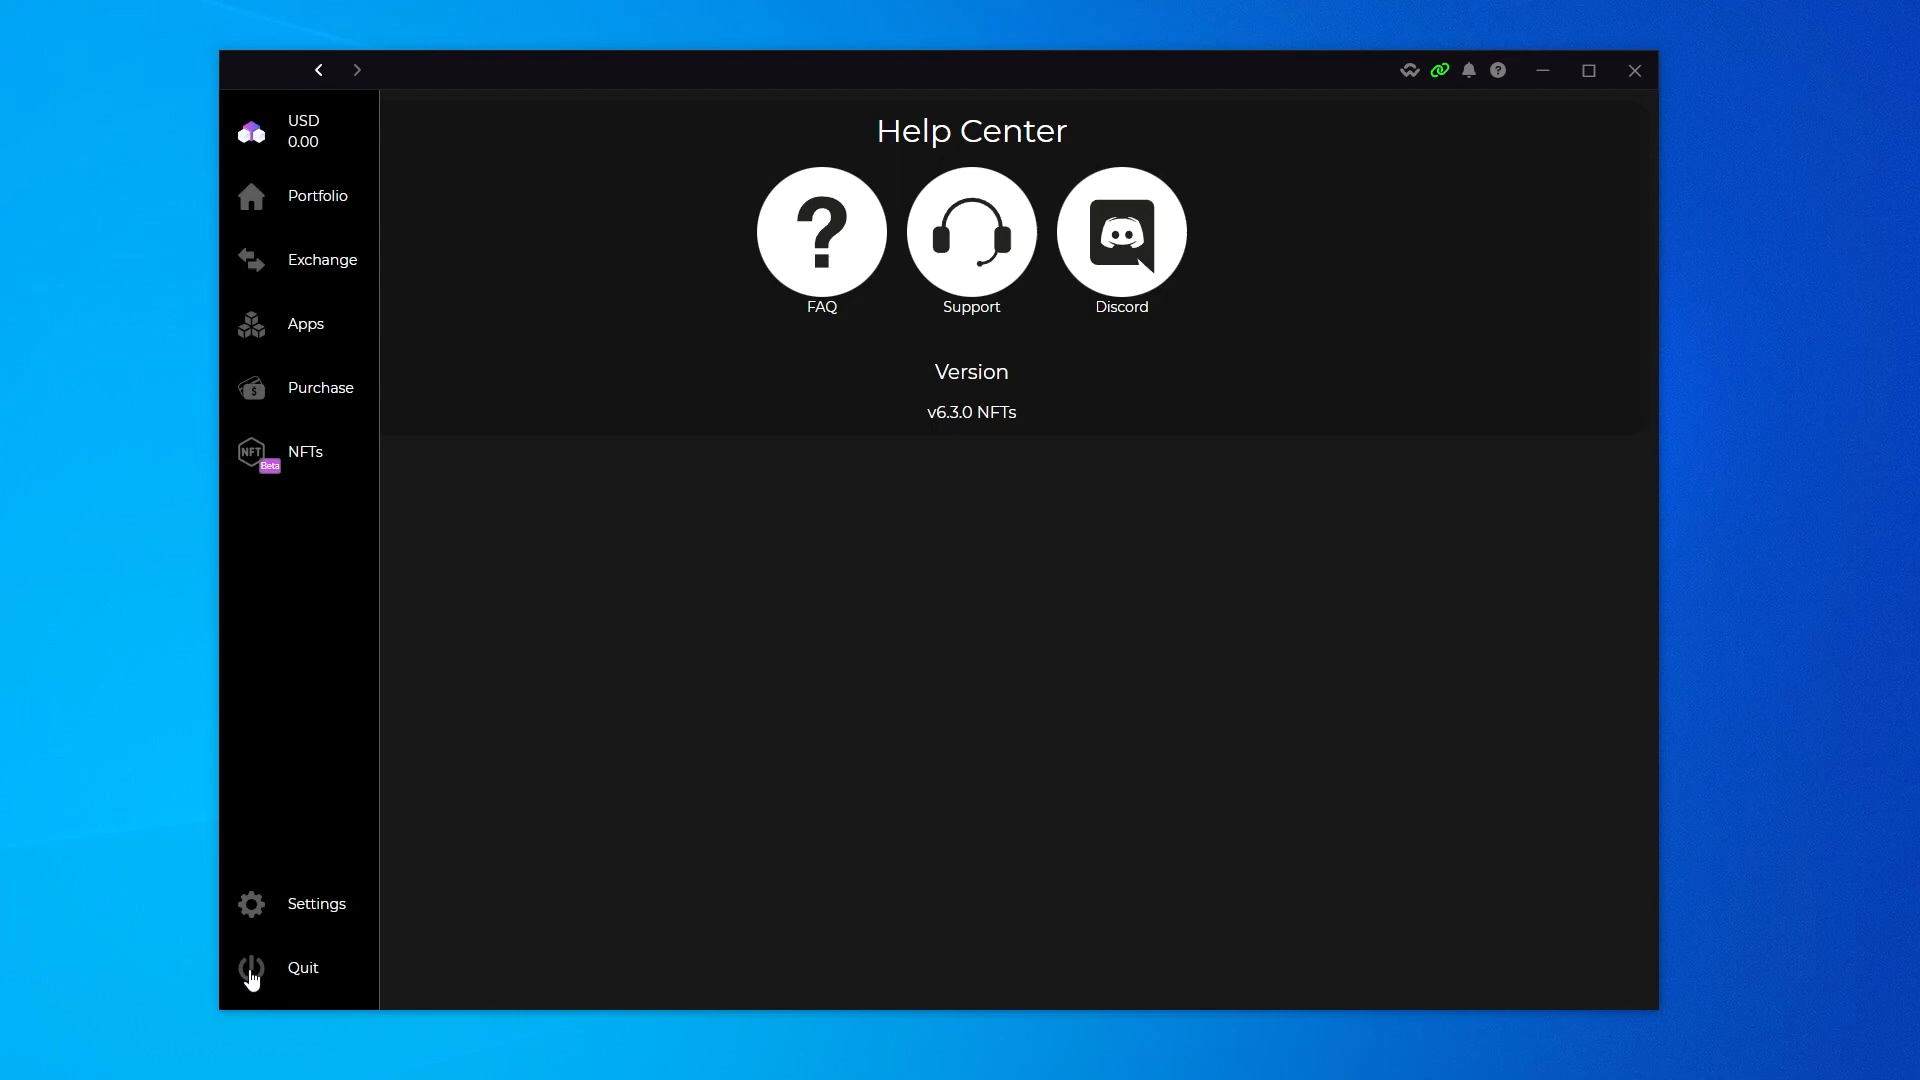 USD
0.00
Portfolio
Exchange
Apps
Purchase
NFT
Beta
NFTs
Settings
Quit
Help Center
?
FAQ
Support
Discord
Version
v6.3.0 NFTs